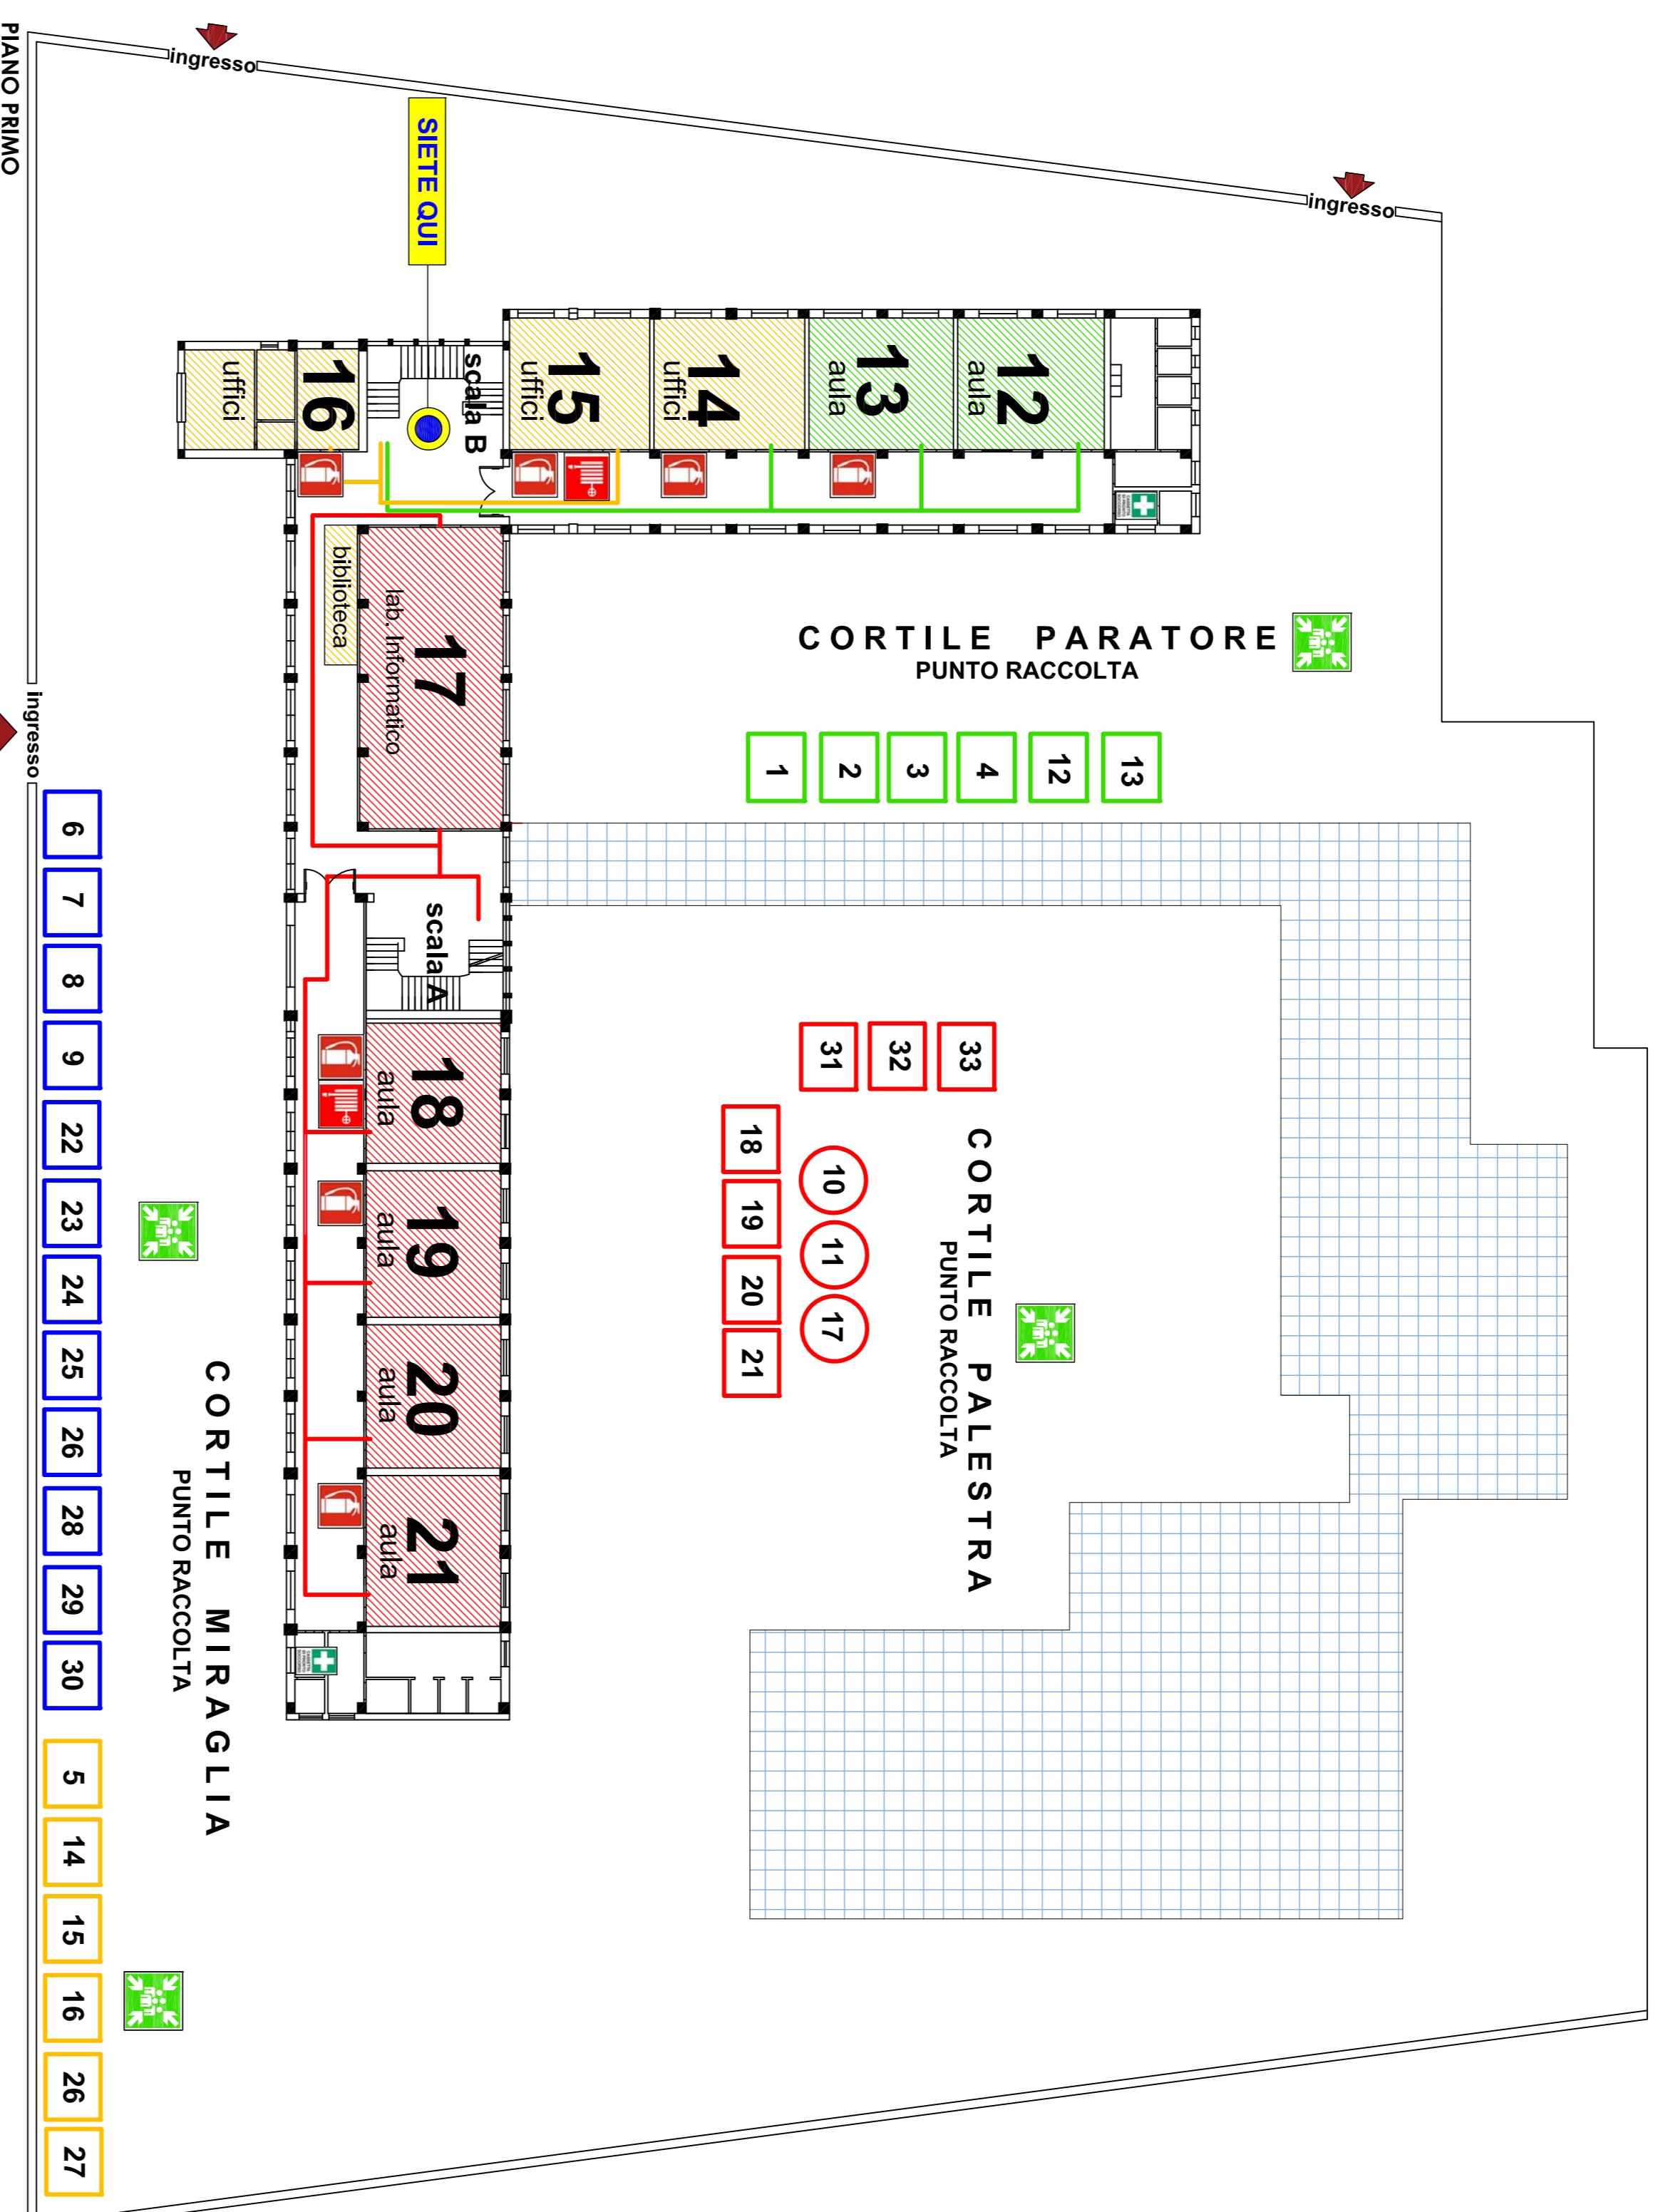 PIANO PRIMO
ingresso
ingresso
ingresso
SIETE QUI
scala B
12
aula
13
aula
14
uffici
15
uffici
16
uffici
17
lab. Informatico
biblioteca
scala A
18
aula
19
aula
20
aula
21
aula
CORTILE PARATORE
PUNTO RACCOLTA
1
2
3
4
12
13
CORTILE PALESTRA
PUNTO RACCOLTA
33
32
31
10
11
17
18
19
20
21
CORTILE MIRAGLIA
PUNTO RACCOLTA
6
7
8
9
22
23
24
25
26
28
29
30
5
14
15
16
26
27